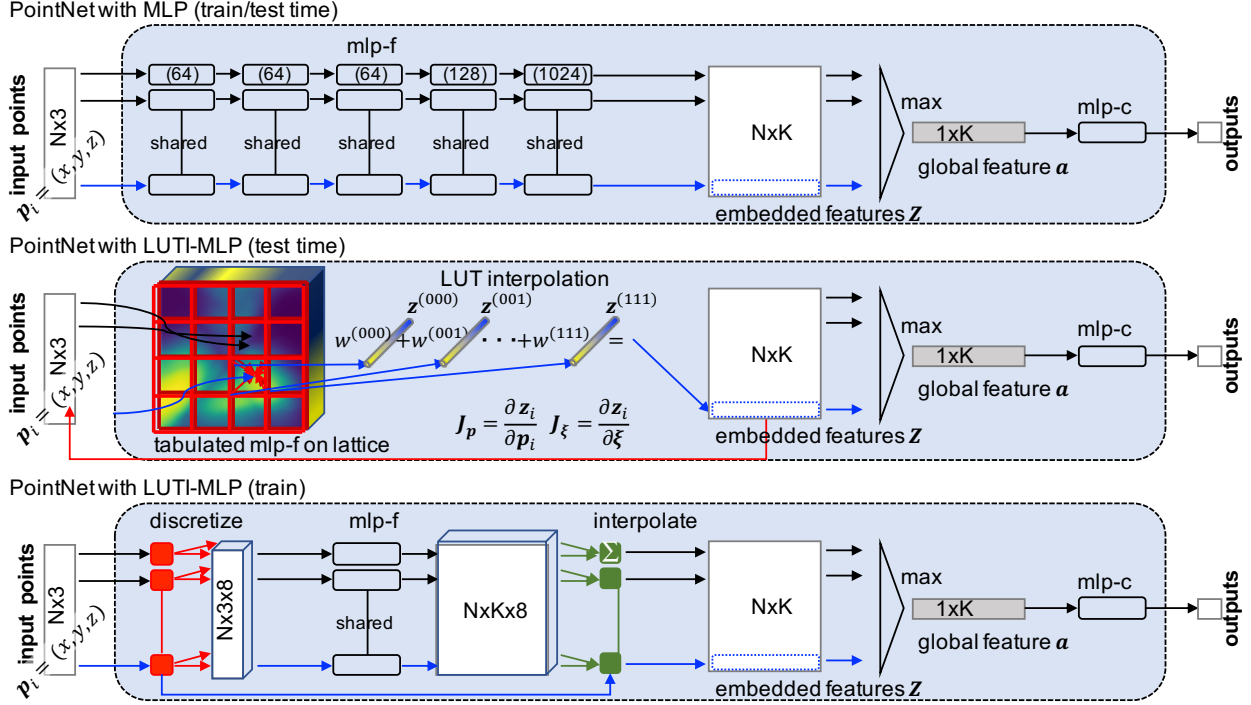 PointNet with MLP (train/test time)
mlp-f
(64) (64) (64) (128) (1024)
shared shared shared shared shared
input points
Nx3
p_i = (x, y, z)
NxK
embedded features Z
max
1xK
global feature a
mlp-c
outputs
PointNet with LUTI-MLP (test time)
input points
Nx3
p_i = (x, y, z)
tabulated mlp-f on lattice
LUT interpolation
z^(000) z^(001) z^(111)
w^(000) + w^(001) · · · + w^(111) =
J_p = ∂z_i/∂p_i J_ξ = ∂z_i/∂ξ
NxK
embedded features Z
max
1xK
global feature a
mlp-c
outputs
PointNet with LUTI-MLP (train)
input points
Nx3
p_i = (x, y, z)
discretize
Nx3x8
mlp-f
shared
NxKx8
interpolate
Σ
NxK
embedded features Z
max
1xK
global feature a
mlp-c
outputs